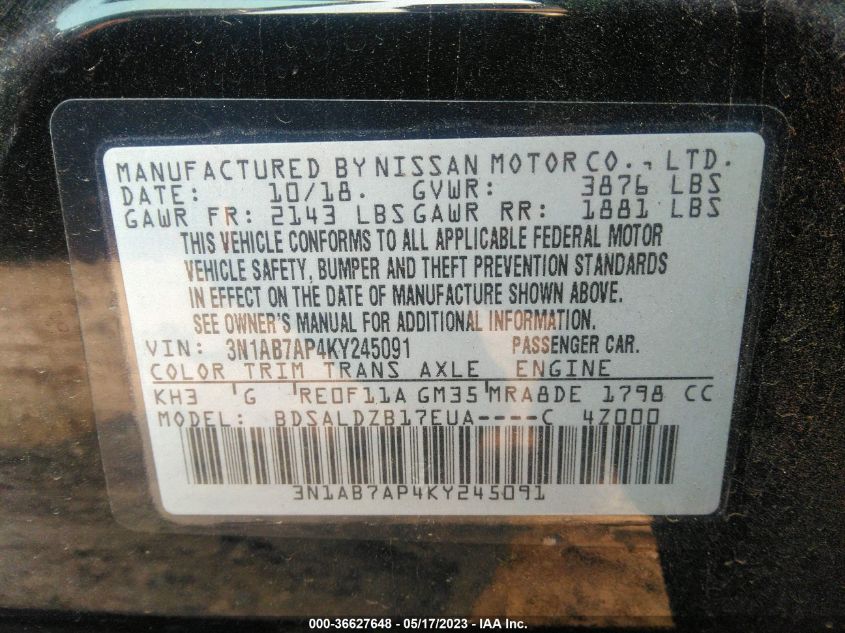 MANUFACTURED BY NISSAN MOTOR CO., LTD.
DATE: 10/18. GVWR: 3876 LBS
GAWR FR: 2143 LBS GAWR RR: 1881 LBS
THIS VEHICLE CONFORMS TO ALL APPLICABLE FEDERAL MOTOR
VEHICLE SAFETY, BUMPER AND THEFT PREVENTION STANDARDS
IN EFFECT ON THE DATE OF MANUFACTURE SHOWN ABOVE.
SEE OWNER'S MANUAL FOR ADDITIONAL INFORMATION.
VIN: 3N1AB7AP4KY245091 PASSENGER CAR.
COLOR TRIM TRANS AXLE ENGINE
KH3 G RE0F11A GM35 MRA8DE 1798 CC
MODEL: BDSALDZB17EUA----C 4Z000
3N1AB7AP4KY245091
000-36627648 - 05/17/2023 - IAA Inc.